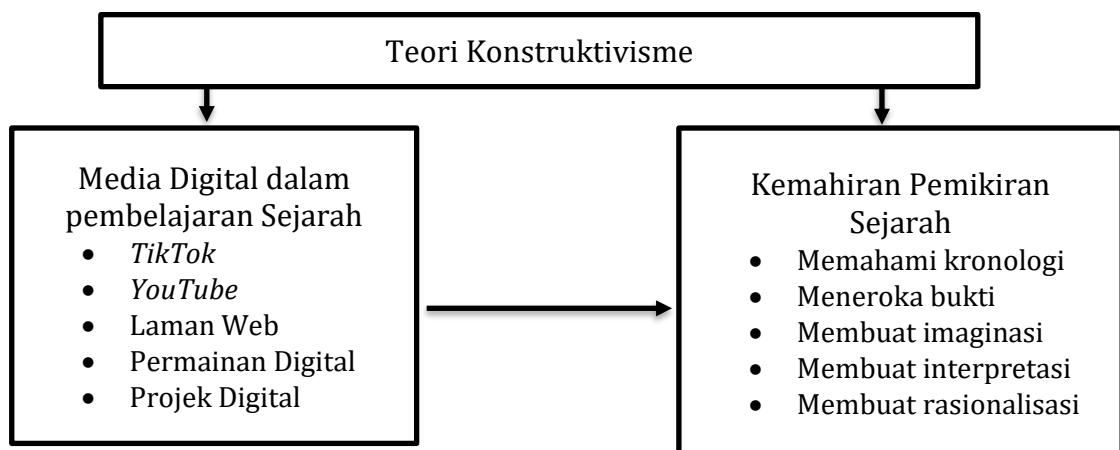 Teori Konstruktivisme
Media Digital dalam
pembelajaran Sejarah
• TikTok
• YouTube
• Laman Web
• Permainan Digital
• Projek Digital
Kemahiran Pemikiran
Sejarah
• Memahami kronologi
• Meneroka bukti
• Membuat imaginasi
• Membuat interpretasi
• Membuat rasionalisasi